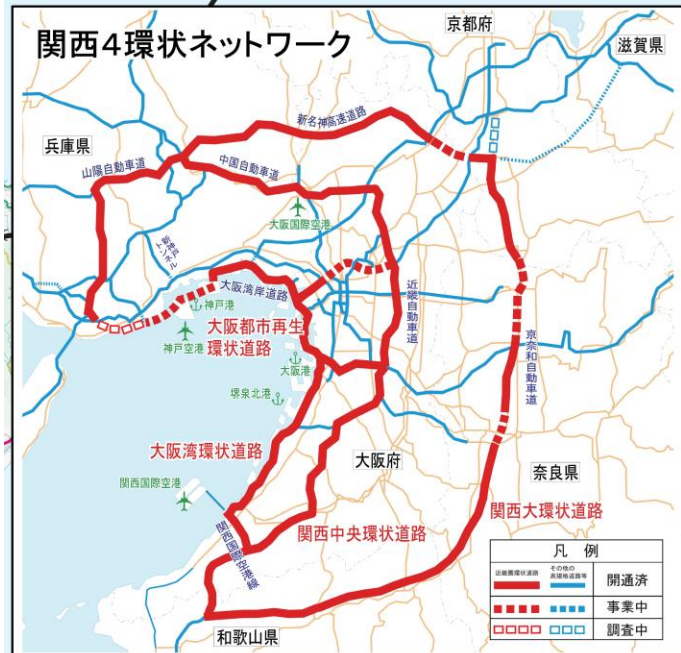 関西４環状ネットワーク
京都府
滋賀県
兵庫県
新名神高速道路
山陽自動車道
中国自動車道
大阪国際空港
大阪湾岸道路
神戸港
大阪都市再生
環状道路
神戸空港
近畿自動車道
大阪港
京奈和自動車道
堺泉北港
大阪湾環状道路
大阪府
奈良県
関西国際空港
関西国際空港線
関西中央環状道路
関西大環状道路
和歌山県
凡 例
近畿圏環状道路
その他の
高規格道路等
開通済
事業中
調査中